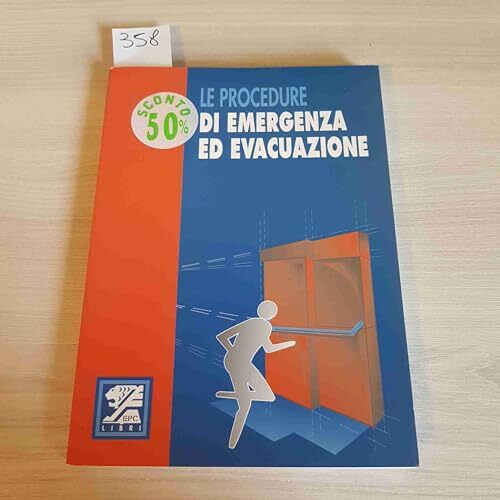 358
SCONTO
50%
LE PROCEDURE
DI EMERGENZA
ED EVACUAZIONE
EPC
LIBRI